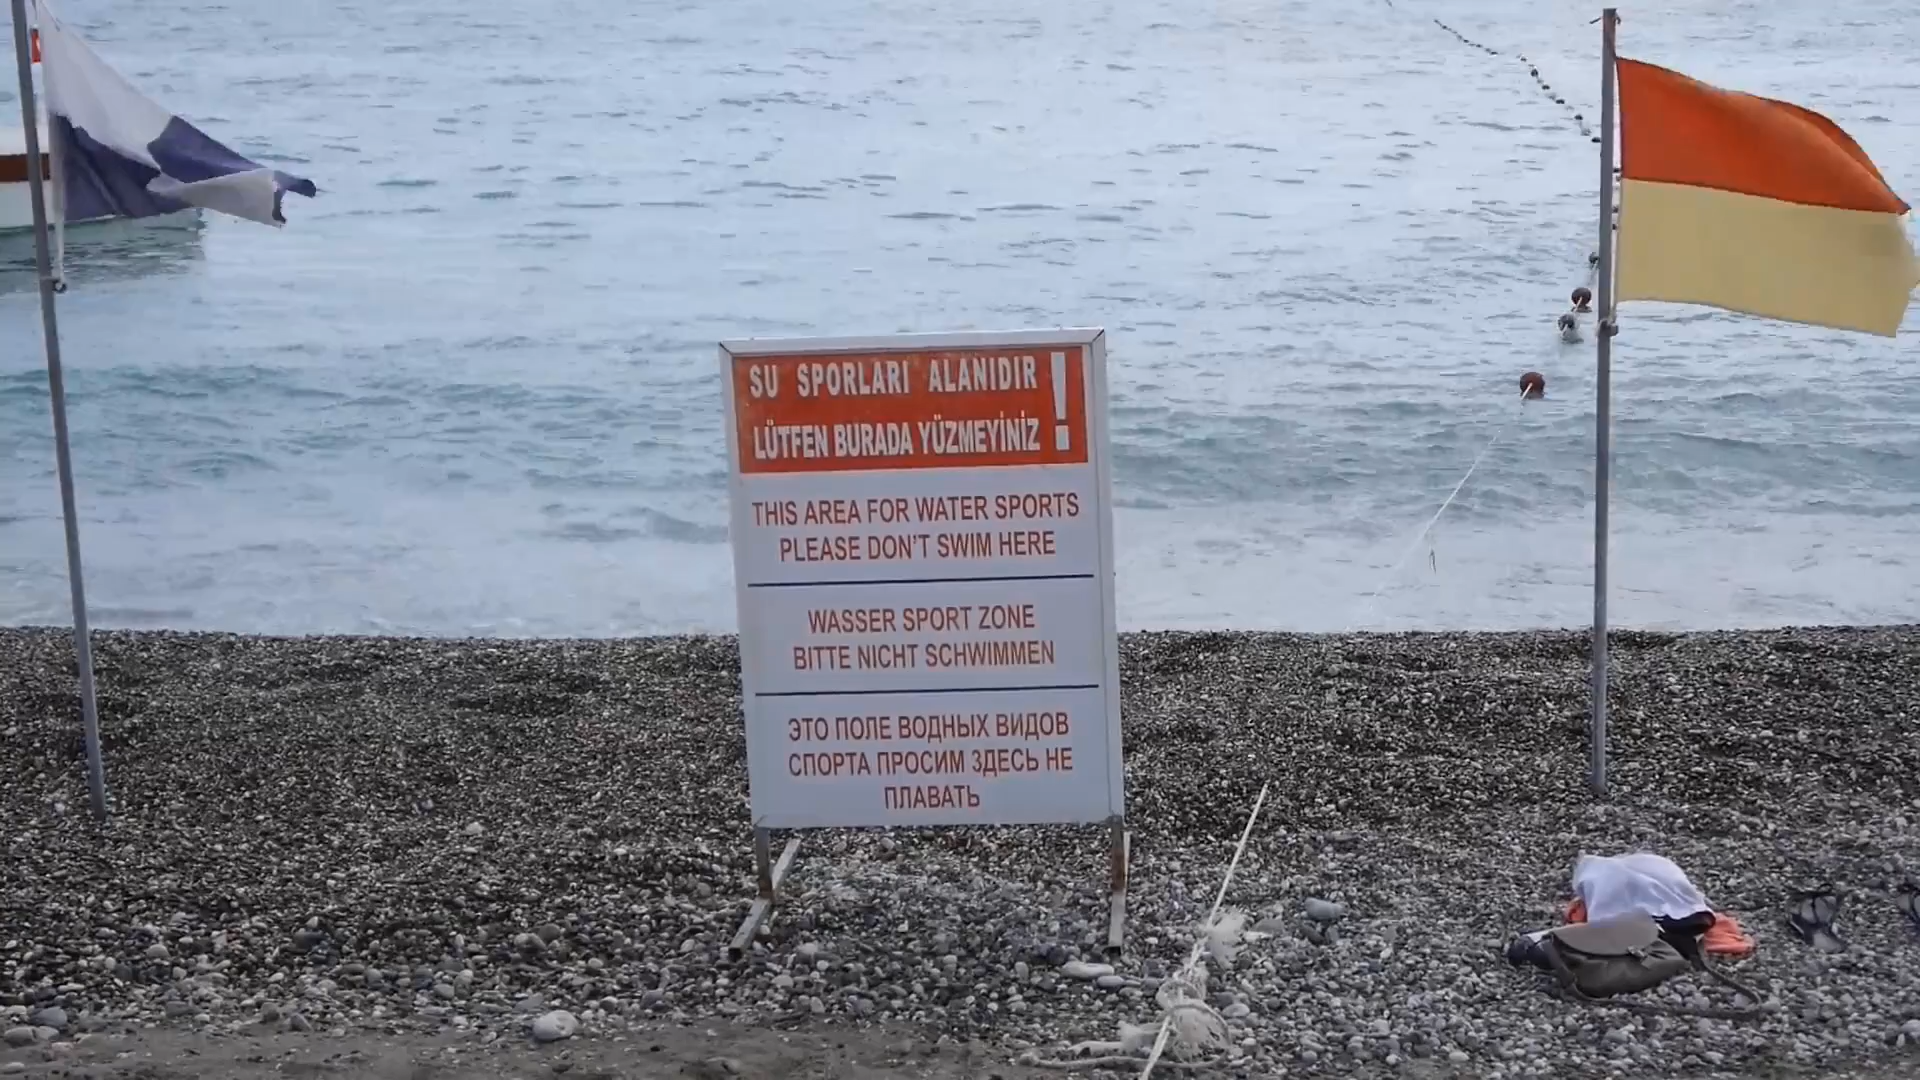 SU SPORLARI ALANIDIR !
LÜTFEN BURADA YÜZMEYİNİZ
THIS AREA FOR WATER SPORTS
PLEASE DON'T SWIM HERE
WASSER SPORT ZONE
BITTE NICHT SCHWIMMEN
ЭТО ПОЛЕ ВОДНЫХ ВИДОВ
СПОРТА ПРОСИМ ЗДЕСЬ НЕ
ПЛАВАТЬ